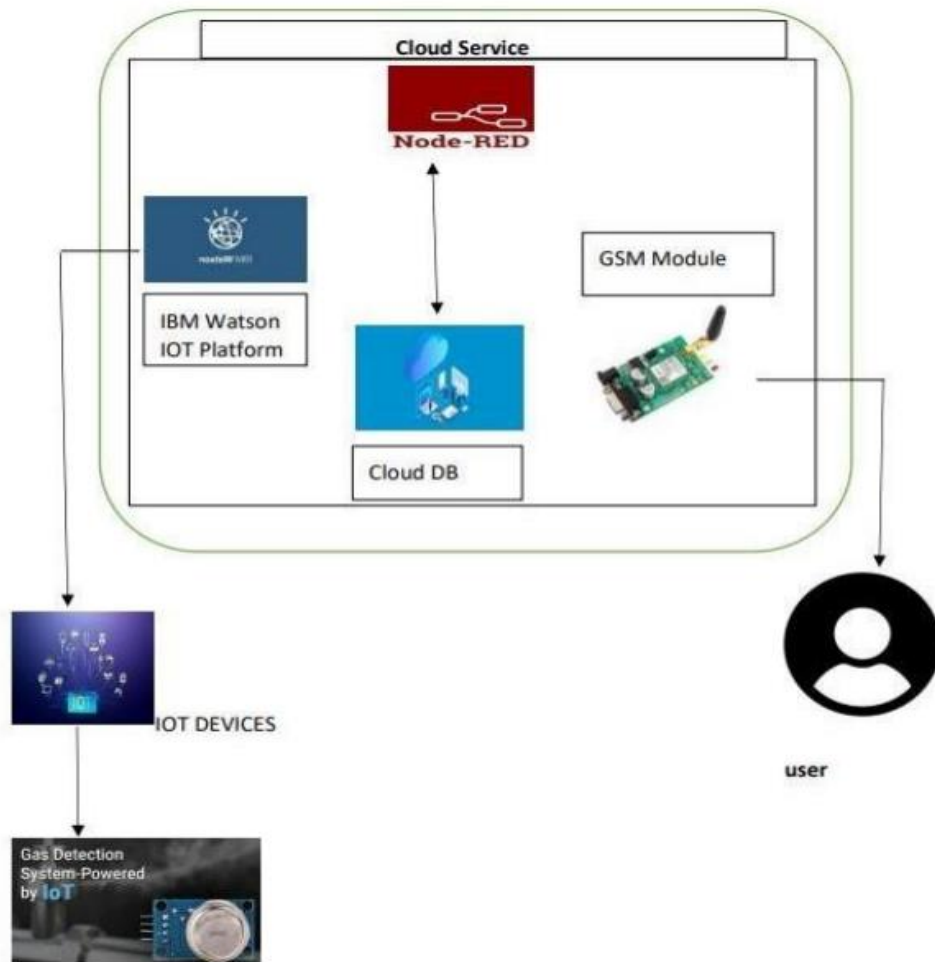 Cloud Service
Node-RED
IBM Watson
IOT Platform
GSM Module
Cloud DB
IOT DEVICES
user
Gas Detection
System-Powered
by IoT